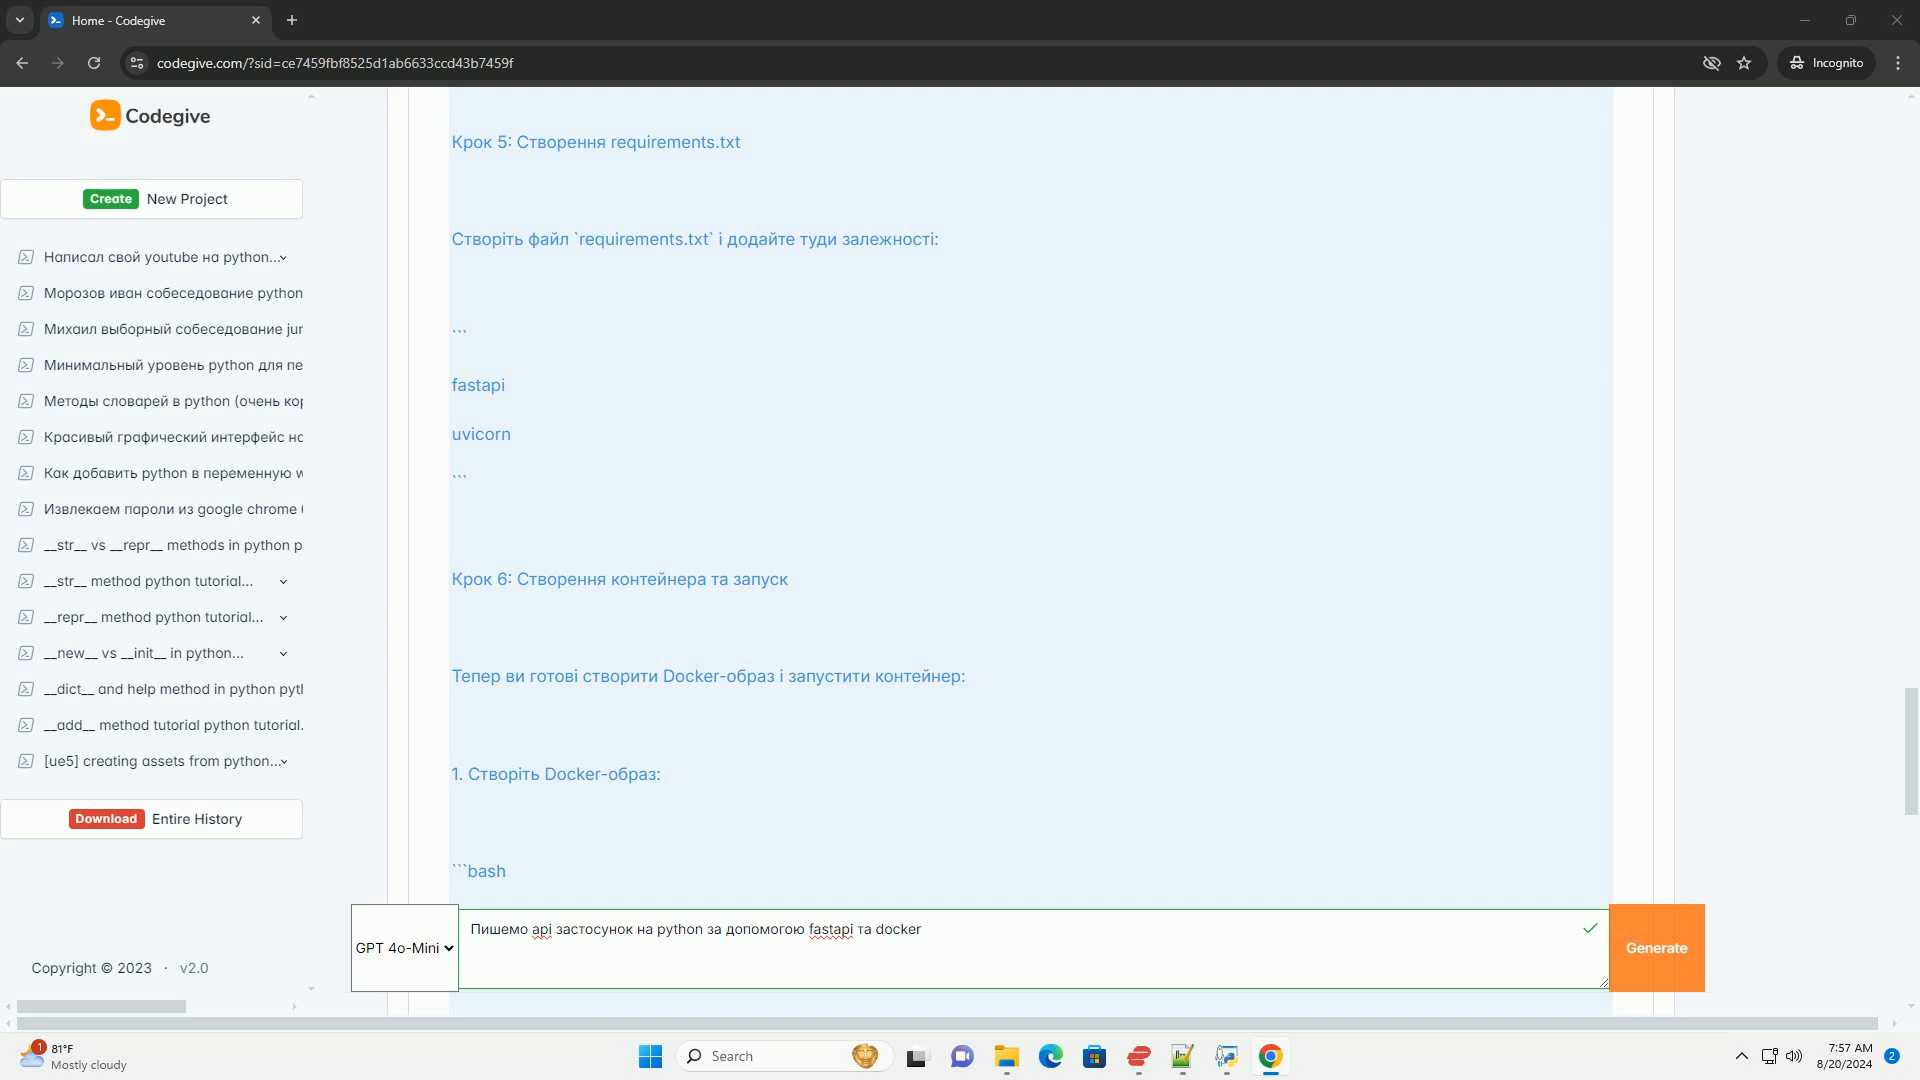 Home - Codegive
codegive.com/?sid=ce7459fbf8525d1ab6633ccd43b7459f
Incognito
Codegive
Create New Project
Написал свой youtube на python...
Морозов иван собеседование python
Михаил выборный собеседование jur
Минимальный уровень python для пе
Методы словарей в python (очень кор
Красивый графический интерфейс на
Как добавить python в переменную w
Извлекаем пароли из google chrome (
__str__ vs __repr__ methods in python p
__str__ method python tutorial...
__repr__ method python tutorial...
__new__ vs __init__ in python...
__dict__ and help method in python pyth
__add__ method tutorial python tutorial.
[ue5] creating assets from python...
Download Entire History
Copyright © 2023 · v2.0
Крок 5: Створення requirements.txt
Створіть файл `requirements.txt` і додайте туди залежності:
```
fastapi
uvicorn
```
Крок 6: Створення контейнера та запуск
Тепер ви готові створити Docker-образ і запустити контейнер:
1. Створіть Docker-образ:
```bash
GPT 4o-Mini
Пишемо api застосунок на python за допомогою fastapi та docker
Generate
1
81°F
Mostly cloudy
Search
7:57 AM
8/20/2024
2